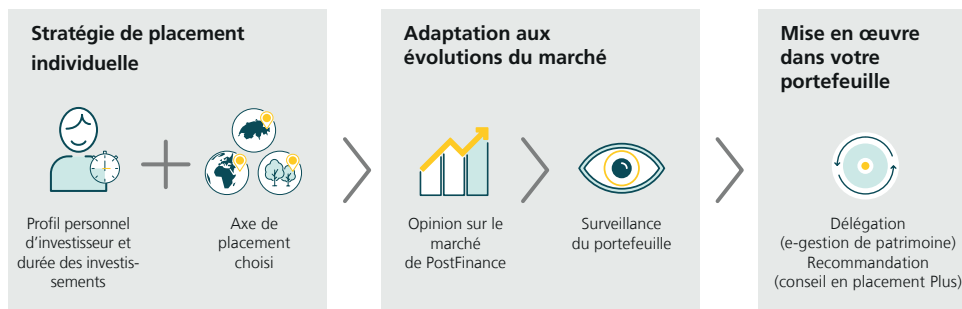 Stratégie de placement
individuelle
Profil personnel
d’investisseur et
durée des investis-
sements
Axe de
placement
choisi
Adaptation aux
évolutions du marché
Opinion sur le
marché
de PostFinance
Surveillance
du portefeuille
Mise en œuvre
dans votre
portefeuille
Délégation
(e-gestion de patrimoine)
Recommandation
(conseil en placement Plus)